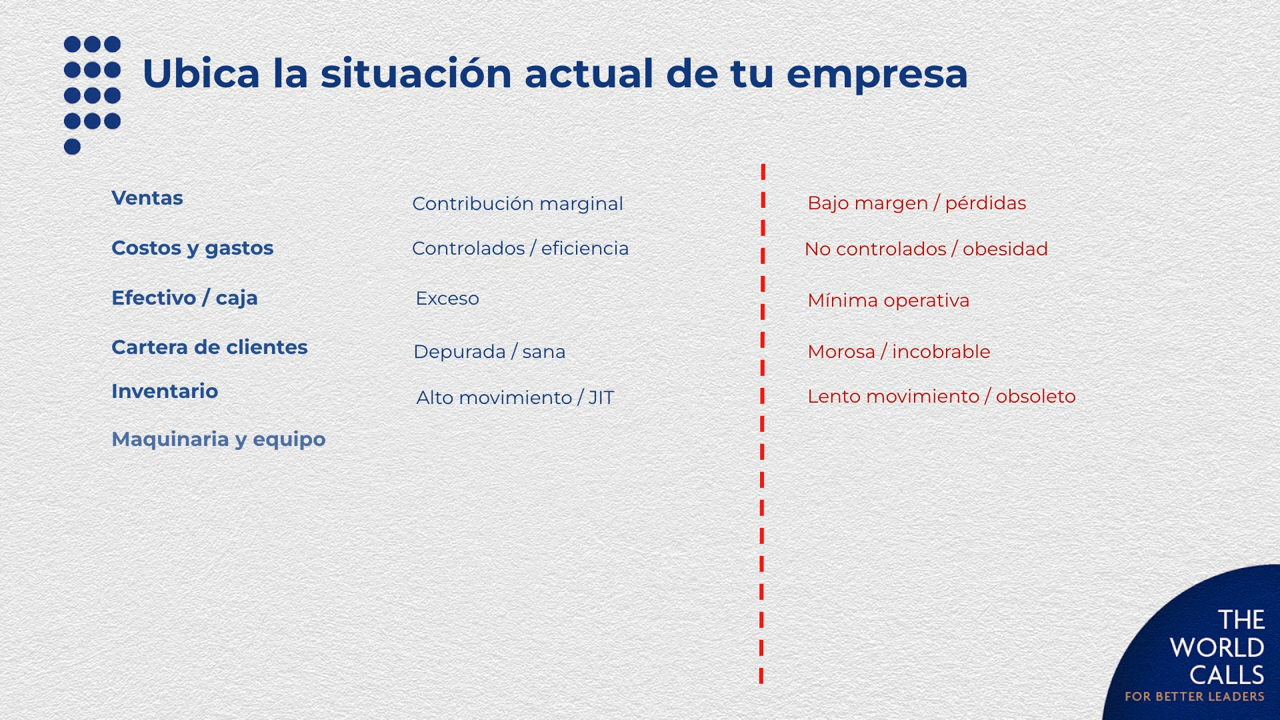 Ubica la situación actual de tu empresa
Ventas Contribución marginal Bajo margen / pérdidas
Costos y gastos Controlados / eficiencia No controlados / obesidad
Efectivo / caja Exceso Mínima operativa
Cartera de clientes Depurada / sana Morosa / incobrable
Inventario Alto movimiento / JIT Lento movimiento / obsoleto
Maquinaria y equipo
THE
WORLD
CALLS
FOR BETTER LEADERS